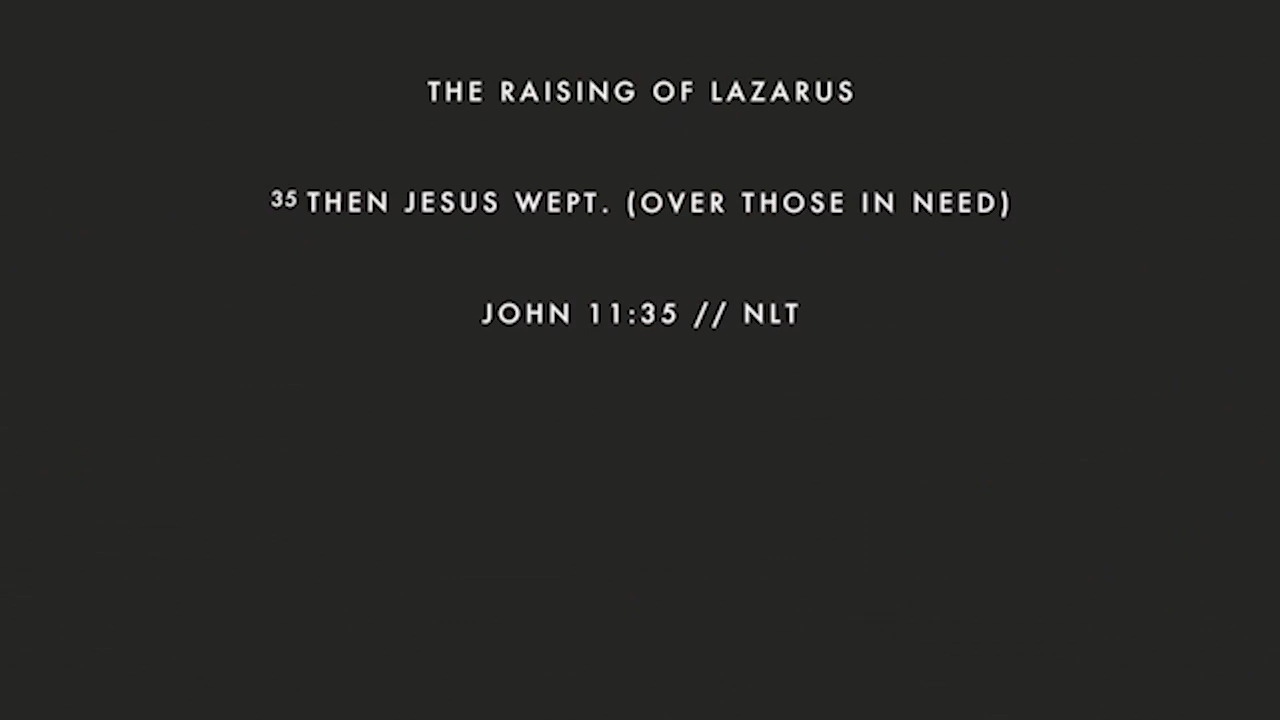 THE RAISING OF LAZARUS
35 THEN JESUS WEPT. (OVER THOSE IN NEED)
JOHN 11:35 // NLT